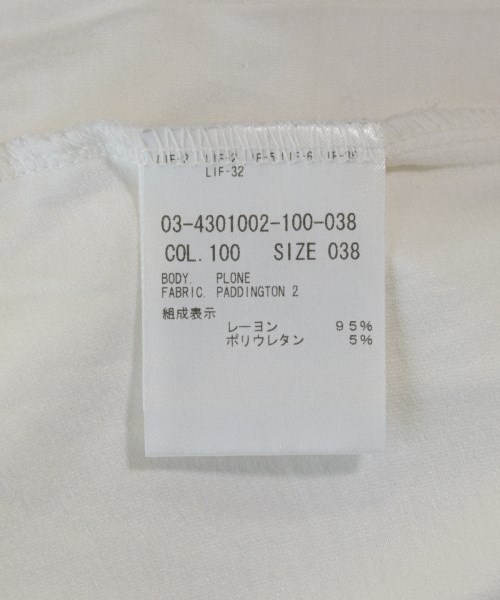 LIF-32
03-4301002-100-038
COL.100 SIZE 038
BODY. PLONE
FABRIC. PADDINGTON 2
組成表示
レーヨン 95%
ポリウレタン 5%